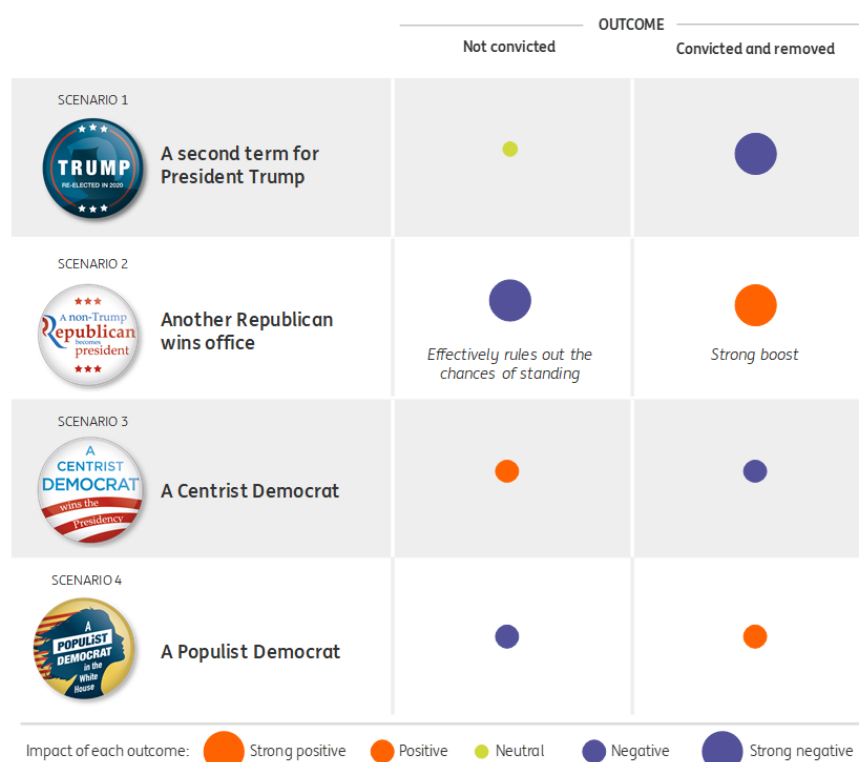 OUTCOME
Not convicted
Convicted and removed
SCENARIO 1
TRUMP
RE-ELECTED IN 2020
A second term for
President Trump
SCENARIO 2
A non-Trump
Republican
becomes
president
Another Republican
wins office
Effectively rules out the
chances of standing
Strong boost
SCENARIO 3
A
CENTRIST
DEMOCRAT
wins the
Presidency
A Centrist Democrat
SCENARIO 4
A
POPULIST
DEMOCRAT
in the
White
House
A Populist Democrat
Impact of each outcome: Strong positive Positive Neutral Negative Strong negative